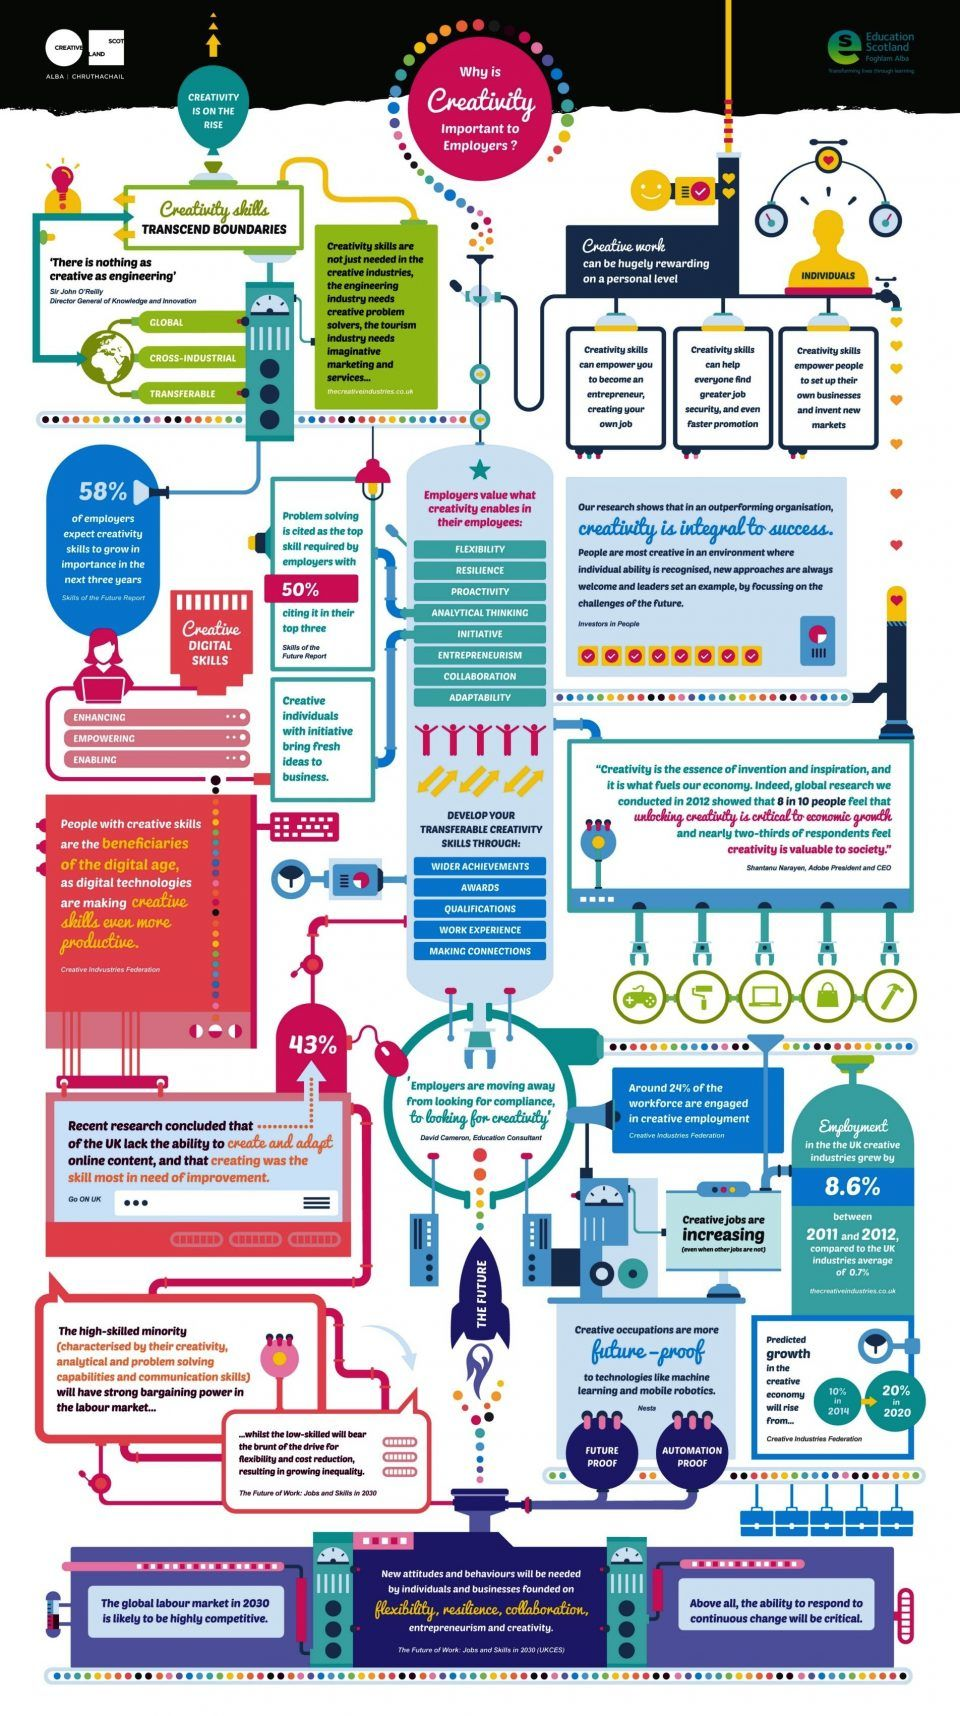 CREATIVE
SCOT
LAND
ALBA | CHRUTHACHAIL
CREATIVITY
IS ON THE
RISE
Why is
Creativity
Important to
Employers ?
Education
Scotland
Foghlam Alba
Transforming lives through learning
Creativity skills
TRANSCEND BOUNDARIES
'There is nothing as
creative as engineering'
Sir John O'Reilly
Director General of Knowledge and Innovation
GLOBAL
CROSS-INDUSTRIAL
TRANSFERABLE
Creativity skills are
not just needed in the
creative industries,
the engineering
industry needs
creative problem
solvers, the tourism
industry needs
imaginative
marketing and
services...
thecreativeindustries.co.uk
Creative work
can be hugely rewarding
on a personal level
INDIVIDUALS
Creativity skills
can empower you
to become an
entrepreneur,
creating your
own job
Creativity skills
can help
everyone find
greater job
security, and even
faster promotion
Creativity skills
empower people
to set up their
own businesses
and invent new
markets
58%
of employers
expect creativity
skills to grow in
importance in the
next three years
Skills of the Future Report
Problem solving
is cited as the top
skill required by
employers with
50%
citing it in their
top three
Skills of the
Future Report
Employers value what
creativity enables in
their employees:
FLEXIBILITY
RESILIENCE
PROACTIVITY
ANALYTICAL THINKING
INITIATIVE
ENTREPRENEURISM
COLLABORATION
ADAPTABILITY
Our research shows that in an outperforming organisation,
creativity is integral to success.
People are most creative in an environment where
individual ability is recognised, new approaches are always
welcome and leaders set an example, by focussing on the
challenges of the future.
Investors in People
Creative
DIGITAL
SKILLS
ENHANCING
EMPOWERING
ENABLING
Creative
individuals
with initiative
bring fresh
ideas to
business.
"Creativity is the essence of invention and inspiration, and
it is what fuels our economy. Indeed, global research we
conducted in 2012 showed that 8 in 10 people feel that
unlocking creativity is critical to economic growth
and nearly two-thirds of respondents feel
creativity is valuable to society."
Shantanu Narayen, Adobe President and CEO
People with creative skills
are the beneficiaries
of the digital age,
as digital technologies
are making creative
skills even more
productive.
Creative Indvustries Federation
DEVELOP YOUR
TRANSFERABLE CREATIVITY
SKILLS THROUGH:
WIDER ACHIEVEMENTS
AWARDS
QUALIFICATIONS
WORK EXPERIENCE
MAKING CONNECTIONS
43%
Recent research concluded that
of the UK lack the ability to create and adapt
online content, and that creating was the
skill most in need of improvement.
Go ON UK
'Employers are moving away
from looking for compliance,
to looking for creativity'
David Cameron, Education Consultant
Around 24% of the
workforce are engaged
in creative employment
Creative Industries Federation
Employment
in the the UK creative
industries grew by
8.6%
between
2011 and 2012,
compared to the UK
industries average
of 0.7%
thecreativeindustries.co.uk
Creative jobs are
increasing
(even when other jobs are not)
THE FUTURE
The high-skilled minority
(characterised by their creativity,
analytical and problem solving
capabilities and communication skills)
will have strong bargaining power in
the labour market...
...whilst the low-skilled will bear
the brunt of the drive for
flexibility and cost reduction,
resulting in growing inequality.
The Future of Work: Jobs and Skills in 2030
Creative occupations are more
future-proof
to technologies like machine
learning and mobile robotics.
Nesta
FUTURE
PROOF
AUTOMATION
PROOF
Predicted
growth
in the
creative
economy
will rise
from...
10%
in
2014
20%
in
2020
Creative Industries Federation
The global labour market in 2030
is likely to be highly competitive.
New attitudes and behaviours will be needed
by individuals and businesses founded on
flexibility, resilience, collaboration,
entrepreneurism and creativity.
The Future of Work: Jobs and Skills in 2030 (UKCES)
Above all, the ability to respond to
continuous change will be critical.